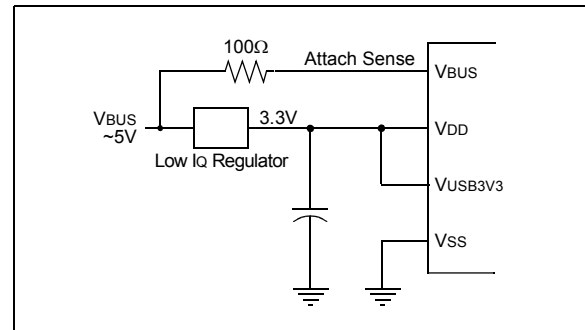 100Ω
Attach Sense
VBUS
VBUS
~5V
3.3V
VDD
Low IQ Regulator
VUSB3V3
VSS